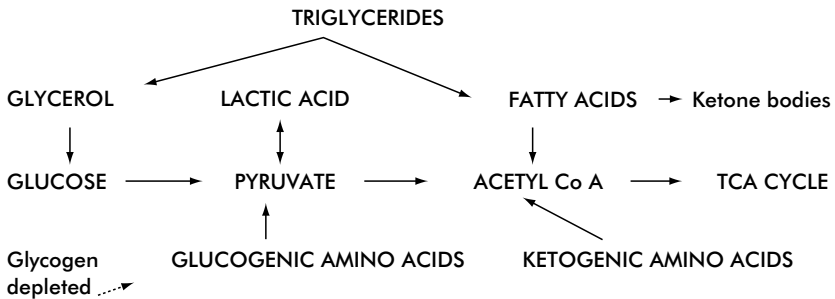 TRIGLYCERIDES
GLYCEROL LACTIC ACID FATTY ACIDS Ketone bodies
GLUCOSE PYRUVATE ACETYL Co A TCA CYCLE
Glycogen GLUCOGENIC AMINO ACIDS KETOGENIC AMINO ACIDS
depleted